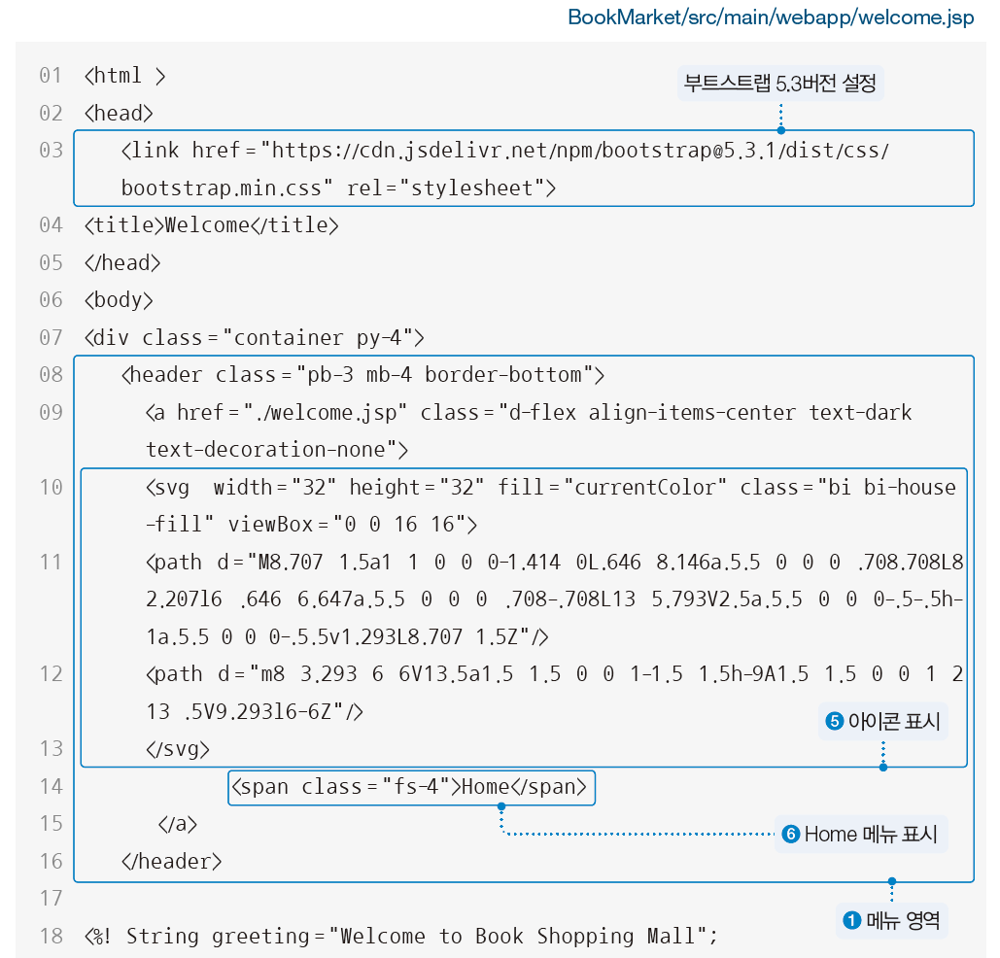 BookMarket/src/main/webapp/welcome.jsp
01 <html >
부트스트랩 5.3버전 설정
02 <head>
03 <link href="https://cdn.jsdelivr.net/npm/bootstrap@5.3.1/dist/css/
bootstrap.min.css" rel="stylesheet">
04 <title>Welcome</title>
05 </head>
06 <body>
07 <div class="container py-4">
08 <header class="pb-3 mb-4 border-bottom">
09 <a href="./welcome.jsp" class="d-flex align-items-center text-dark
text-decoration-none">
10 <svg width="32" height="32" fill="currentColor" class="bi bi-house
-fill" viewBox="0 0 16 16">
11 <path d="M8.707 1.5a1 1 0 0 0-1.414 0L.646 8.146a.5.5 0 0 0 .708.708L8
2.207l6 .646 6.647a.5.5 0 0 0 .708-.708L13 5.793V2.5a.5.5 0 0 0-.5-.5h-
1a.5.5 0 0 0-.5.5v1.293L8.707 1.5Z"/>
12 <path d="m8 3.293 6 6V13.5a1.5 1.5 0 0 1-1.5 1.5h-9A1.5 1.5 0 0 1 2
13 .5V9.293l6-6Z"/>
❺ 아이콘 표시
13 </svg>
14 <span class="fs-4">Home</span>
15 </a>
❻ Home 메뉴 표시
16 </header>
17
❶ 메뉴 영역
18 <%! String greeting="Welcome to Book Shopping Mall";